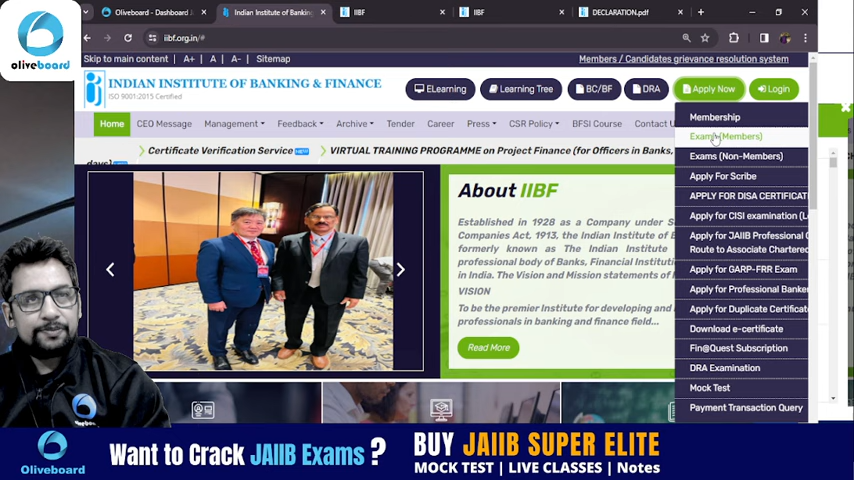 oliveboard
Oliveboard - Dashboard
Indian Institute of Banking
IIBF
IIBF
DECLARATION.pdf
iibf.org.in/#
Skip to main content | A+ | A | A- | Sitemap
Members / Candidates grievance resolution system
INDIAN INSTITUTE OF BANKING & FINANCE
ISO 9001:2015 Certified
ELearning
Learning Tree
BC/BF
DRA
Apply Now
Login
Home
CEO Message
Management
Feedback
Archive
Tender
Career
Press
CSR Policy
BFSI Course
Contact U
Certificate Verification Service
VIRTUAL TRAINING PROGRAMME on Project Finance (for Officers in Banks,
days)
About IIBF
Established in 1928 as a Company under
Companies Act, 1913, the Indian Institute of
formerly known as The Indian Institute
professional body of Banks, Financial
in India. The Vision and Mission statements of
VISION
To be the premier Institute for developing and
professionals in banking and finance field...
Read More
Membership
Exams (Members)
Exams (Non-Members)
Apply For Scribe
APPLY FOR DISA CERTIFICAT
Apply for CISI examination
Apply for JAIIB Professional
Route to Associate Chartered
Apply for GARP-FRR Exam
Apply for Professional Banker
Apply for Duplicate Certificate
Download e-certificate
Fin@Quest Subscription
DRA Examination
Mock Test
Payment Transaction Query
Oliveboard
Want to Crack JAIIB Exams ?
BUY JAIIB SUPER ELITE
MOCK TEST | LIVE CLASSES | Notes